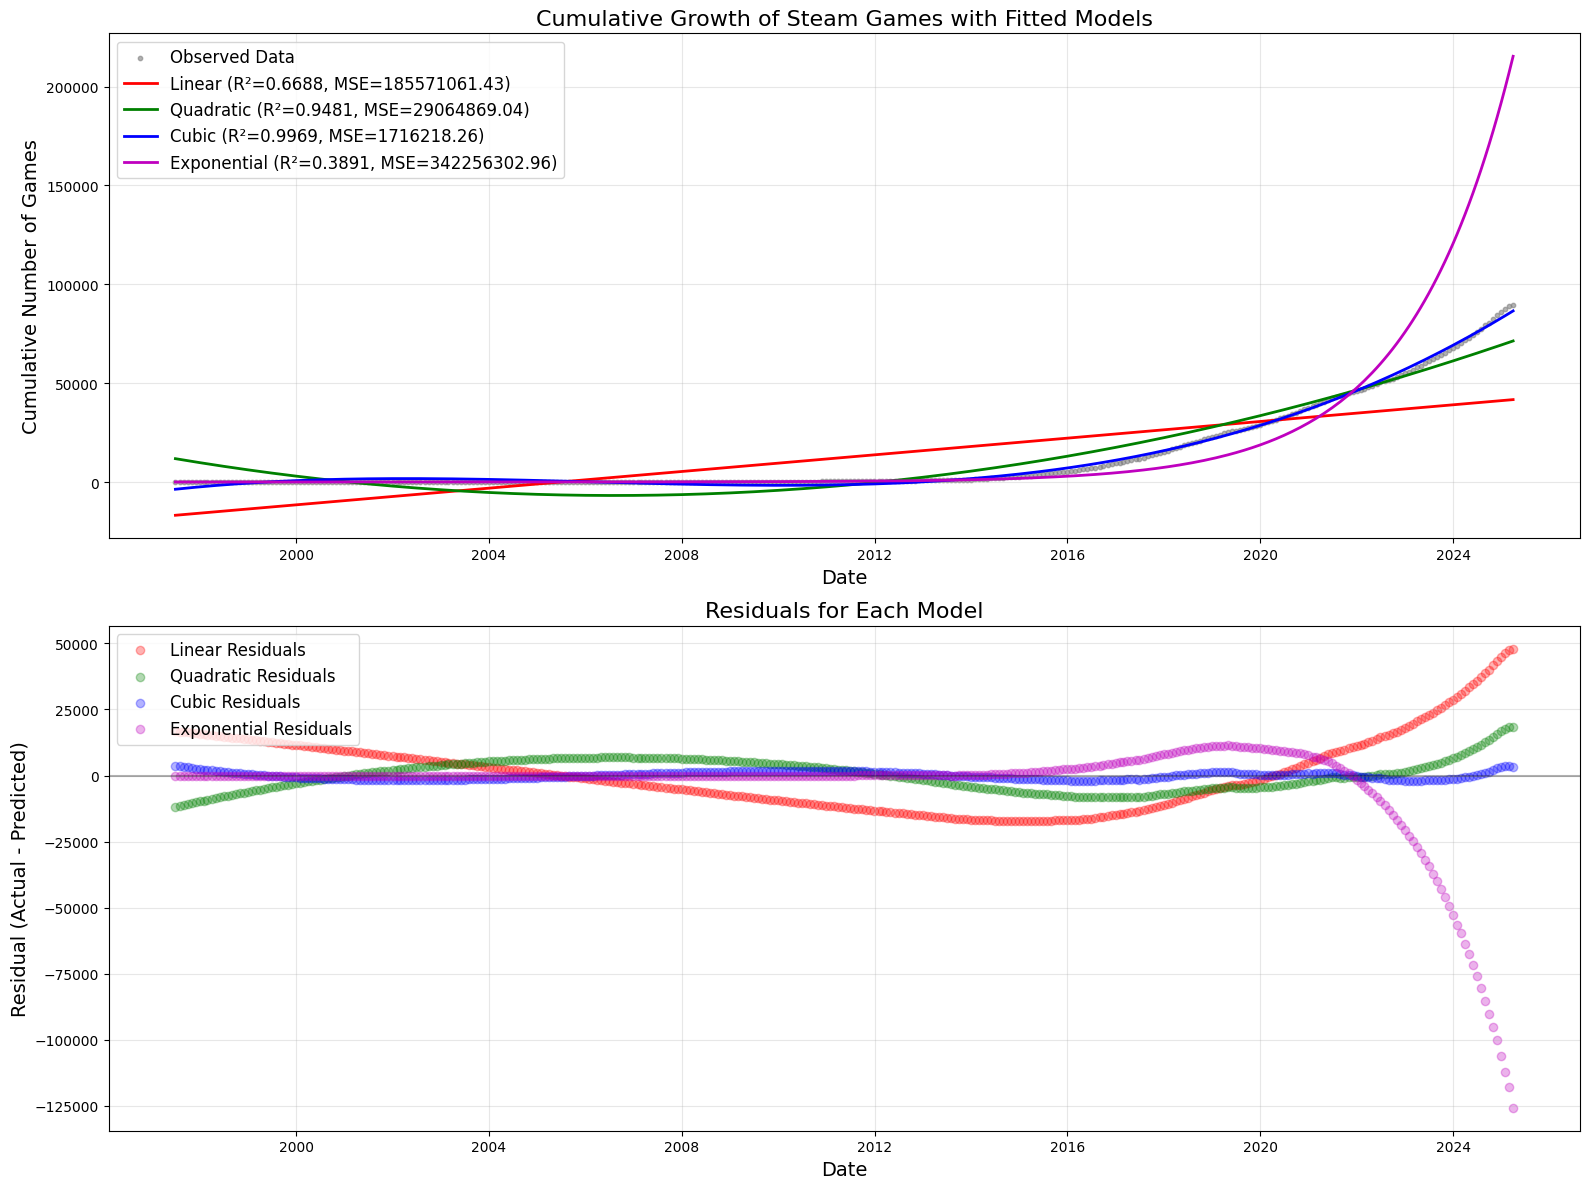 Cumulative Growth of Steam Games with Fitted Models
Observed Data
Linear (R²=0.6688, MSE=185571061.43)
Quadratic (R²=0.9481, MSE=29064869.04)
Cubic (R²=0.9969, MSE=1716218.26)
Exponential (R²=0.3891, MSE=342256302.96)
Cumulative Number of Games
200000
150000
100000
50000
0
2000 2004 2008 2012 2016 2020 2024
Date
Residuals for Each Model
Linear Residuals
Quadratic Residuals
Cubic Residuals
Exponential Residuals
Residual (Actual - Predicted)
50000
25000
0
−25000
−50000
−75000
−100000
−125000
2000 2004 2008 2012 2016 2020 2024
Date